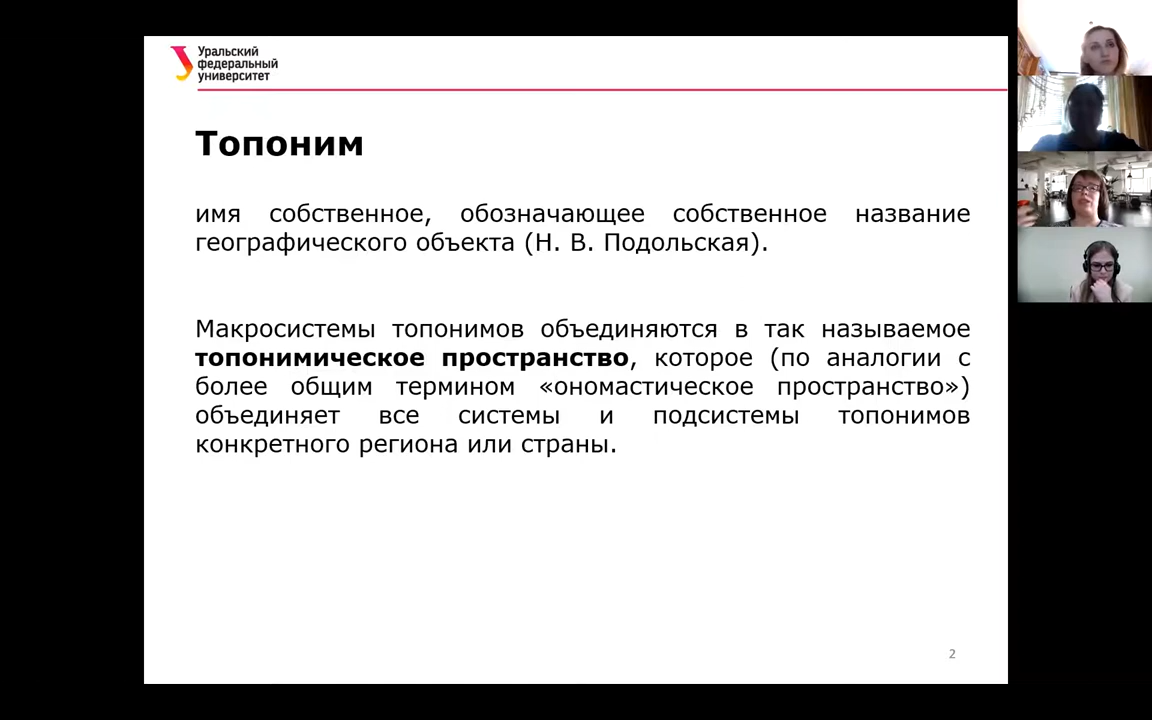 Уральский
федеральный
университет
Топоним
имя собственное, обозначающее собственное название
географического объекта (Н. В. Подольская).
Макросистемы топонимов объединяются в так называемое
топонимическое пространство, которое (по аналогии с
более общим термином «ономастическое пространство»)
объединяет все системы и подсистемы топонимов
конкретного региона или страны.
2